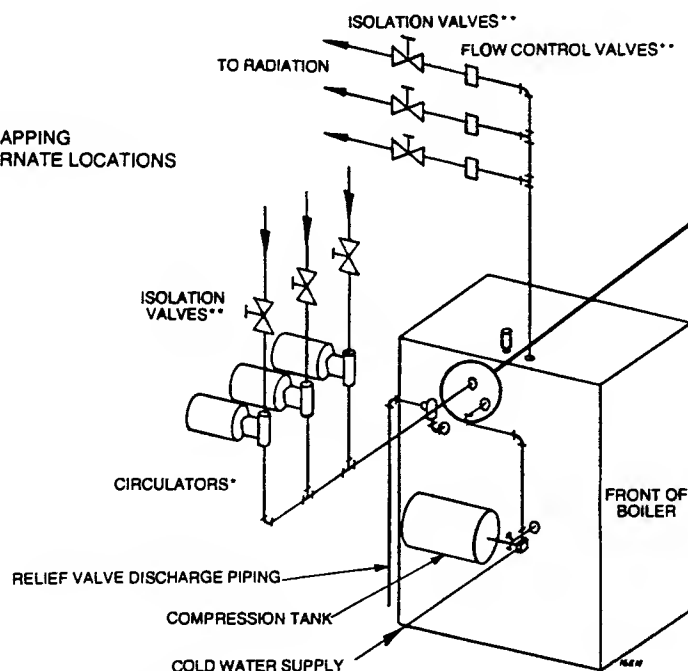 ISOLATION VALVES**
FLOW CONTROL VALVES**
TO RADIATION
APPING
RNATE LOCATIONS
ISOLATION
VALVES**
CIRCULATORS*
FRONT OF
BOILER
RELIEF VALVE DISCHARGE PIPING
COMPRESSION TANK
COLD WATER SUPPLY